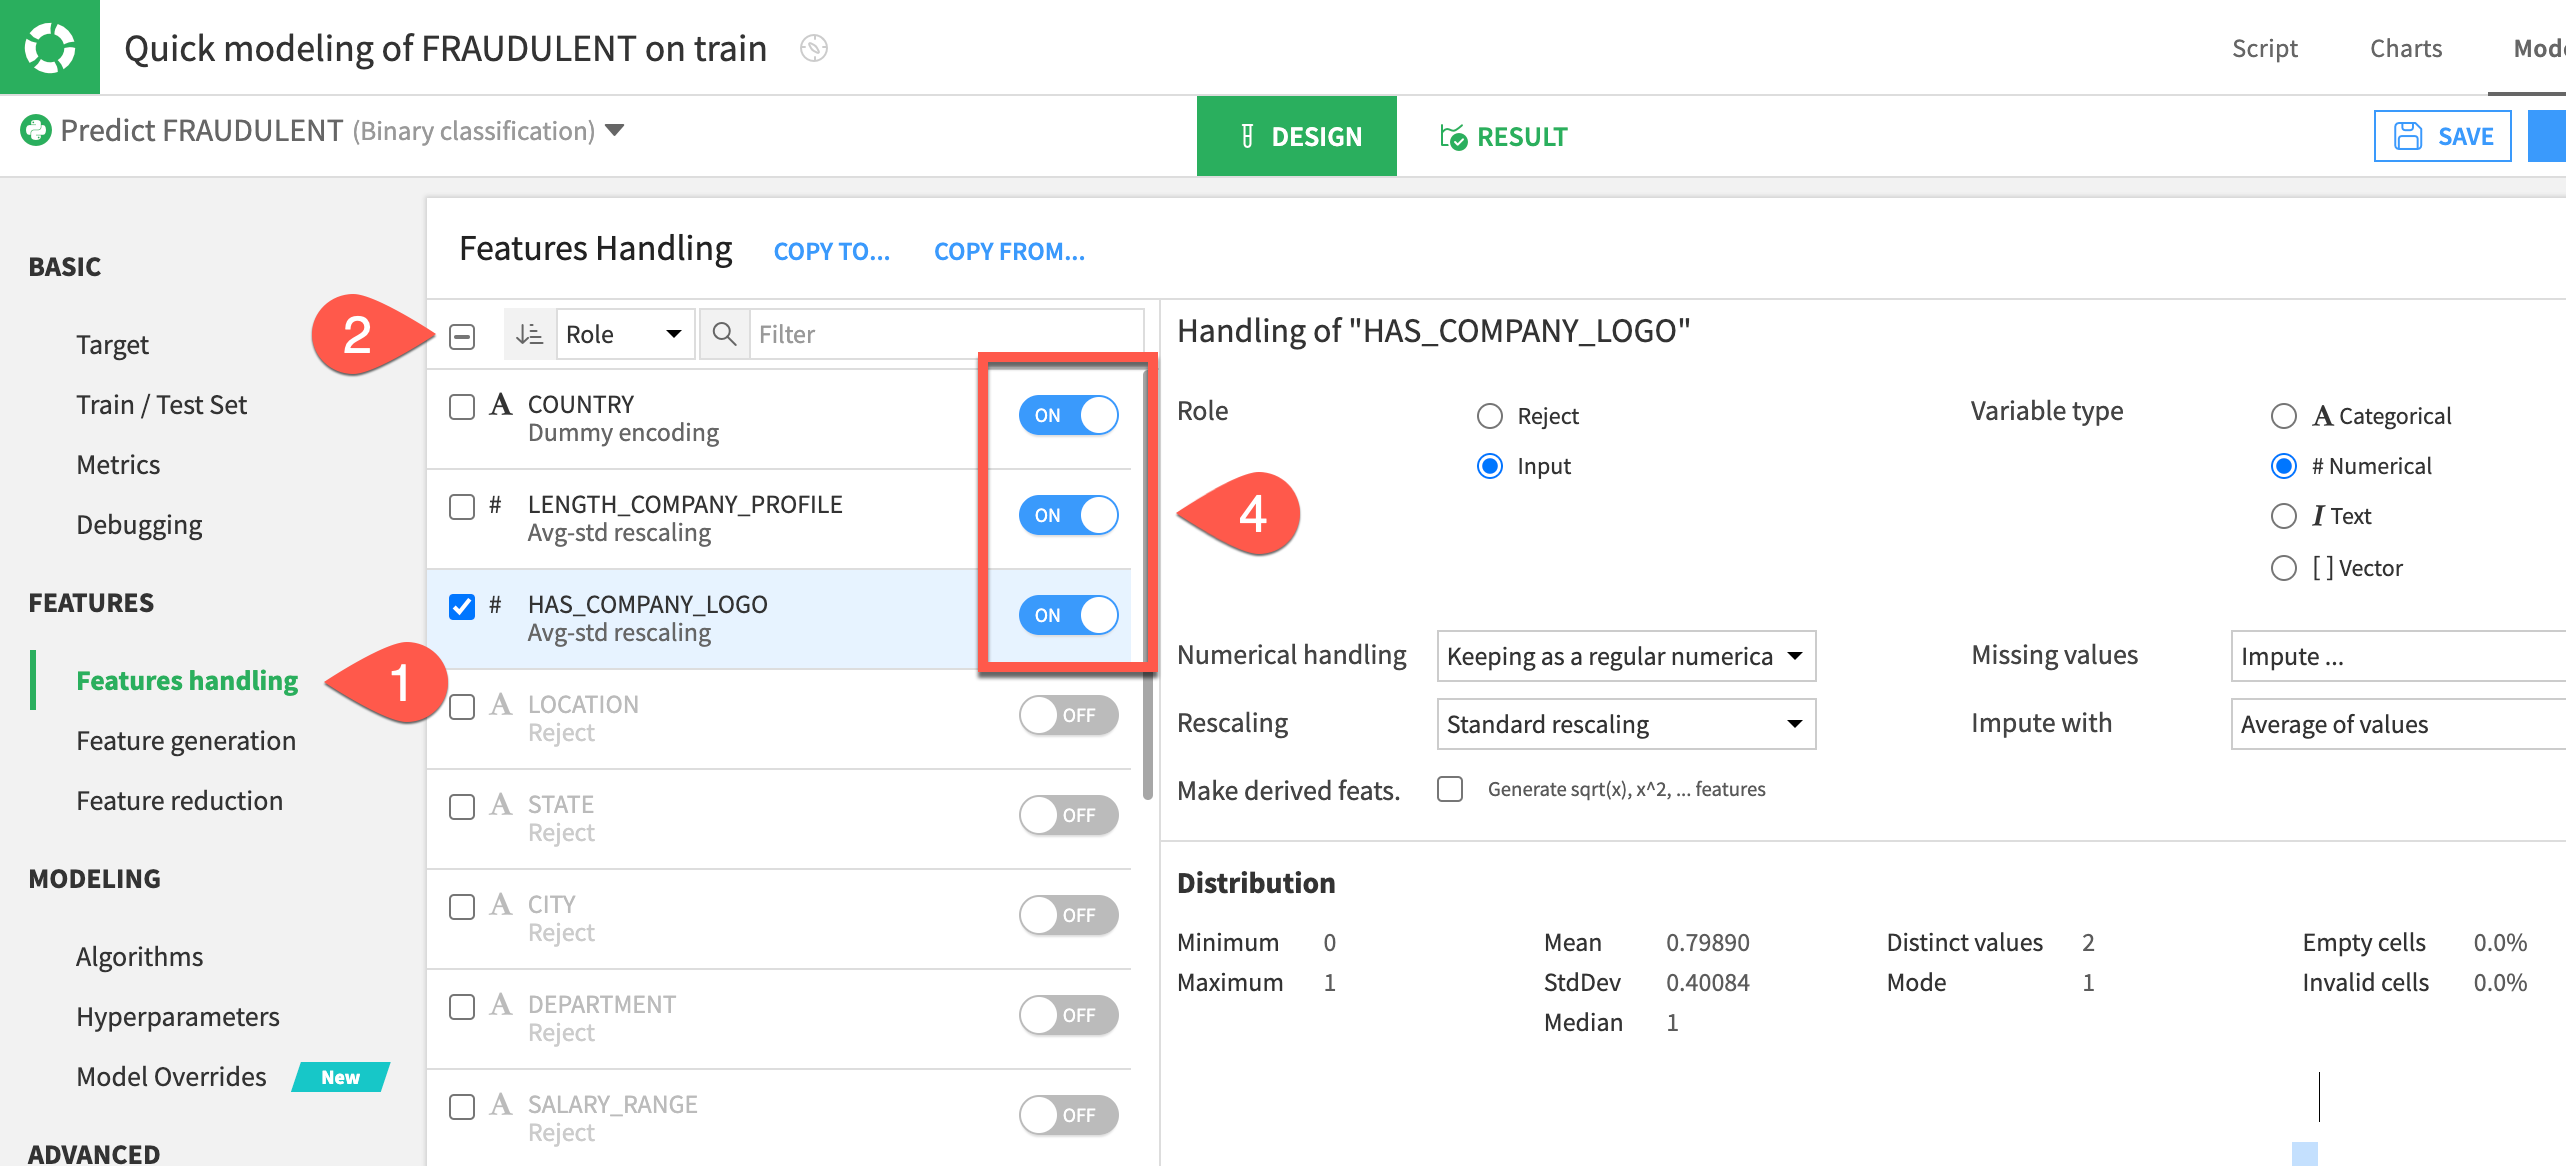 Quick modeling of FRAUDULENT on train
Script Charts
Predict FRAUDULENT (Binary classification)
DESIGN RESULT SAVE
BASIC
Target
Train / Test Set
Metrics
Debugging
FEATURES
Features handling
Feature generation
Feature reduction
MODELING
Algorithms
Hyperparameters
Model Overrides New
ADVANCED
1
2
Features Handling COPY TO... COPY FROM...
Role Filter
A COUNTRY ON
Dummy encoding
# LENGTH_COMPANY_PROFILE ON
Avg-std rescaling
# HAS_COMPANY_LOGO ON
Avg-std rescaling
A LOCATION OFF
Reject
A STATE OFF
Reject
A CITY OFF
Reject
A DEPARTMENT OFF
Reject
A SALARY_RANGE OFF
Reject
4
Handling of "HAS_COMPANY_LOGO"
Role Reject
Input
Variable type A Categorical
# Numerical
I Text
[ ] Vector
Numerical handling Keeping as a regular numerica Missing values Impute ...
Rescaling Standard rescaling Impute with Average of values
Make derived feats. Generate sqrt(x), x^2, ... features
Distribution
Minimum 0 Mean 0.79890 Distinct values 2 Empty cells 0.0%
Maximum 1 StdDev 0.40084 Mode 1 Invalid cells 0.0%
Median 1